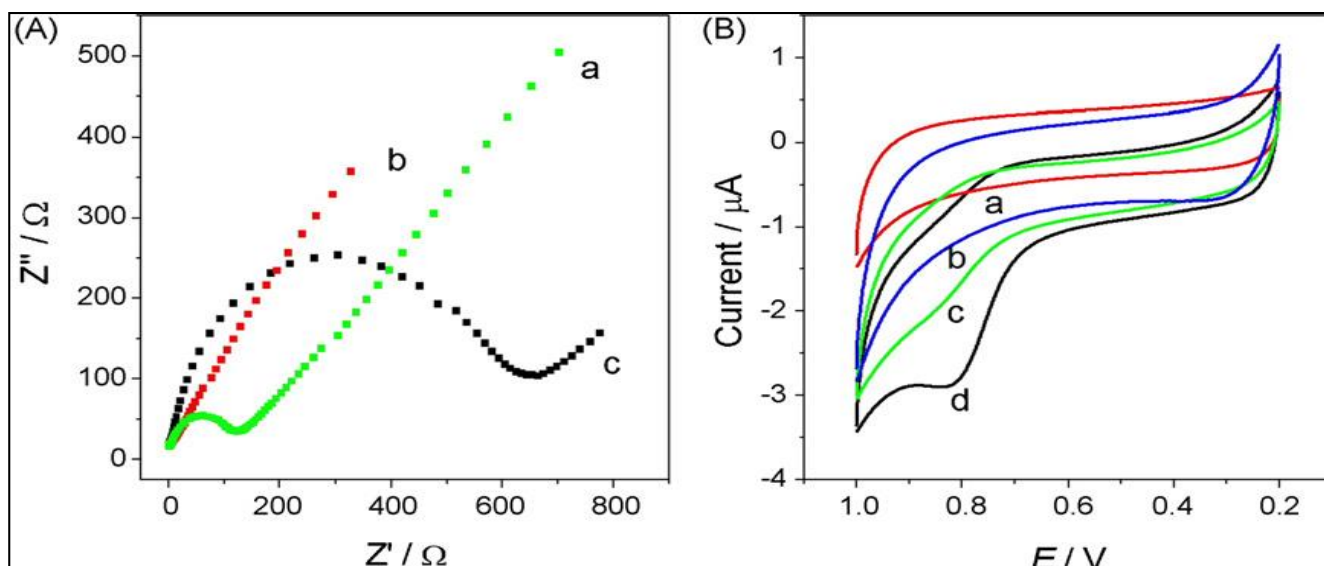 (A)
500
400
300
200
100
0
Z'' / Ω
a
b
c
0 200 400 600 800
Z' / Ω
(B)
1
0
-1
-2
-3
-4
Current / μA
a
b
c
d
1.0 0.8 0.6 0.4 0.2
E / V